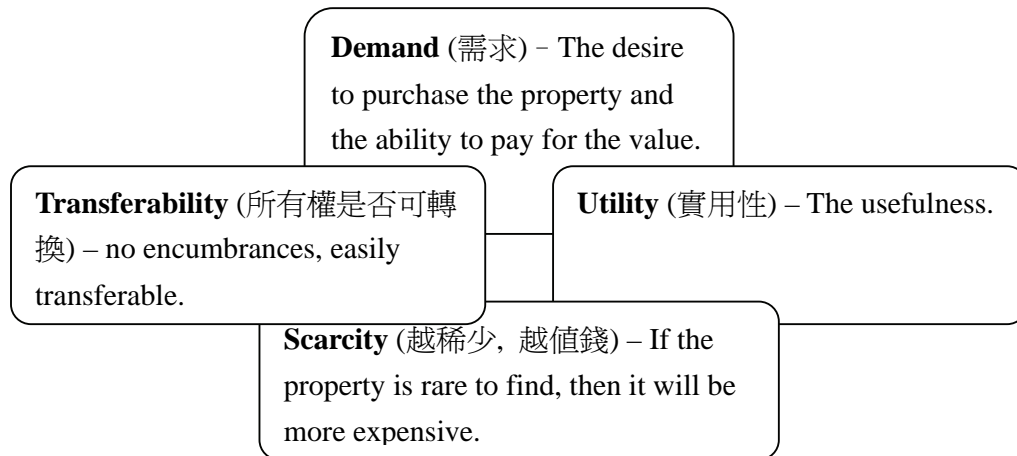 Demand (需求) – The desire
to purchase the property and
the ability to pay for the value.
Transferability (所有權是否可轉
換) – no encumbrances, easily
transferable.
Utility (實用性) – The usefulness.
Scarcity (越稀少, 越值錢) – If the
property is rare to find, then it will be
more expensive.